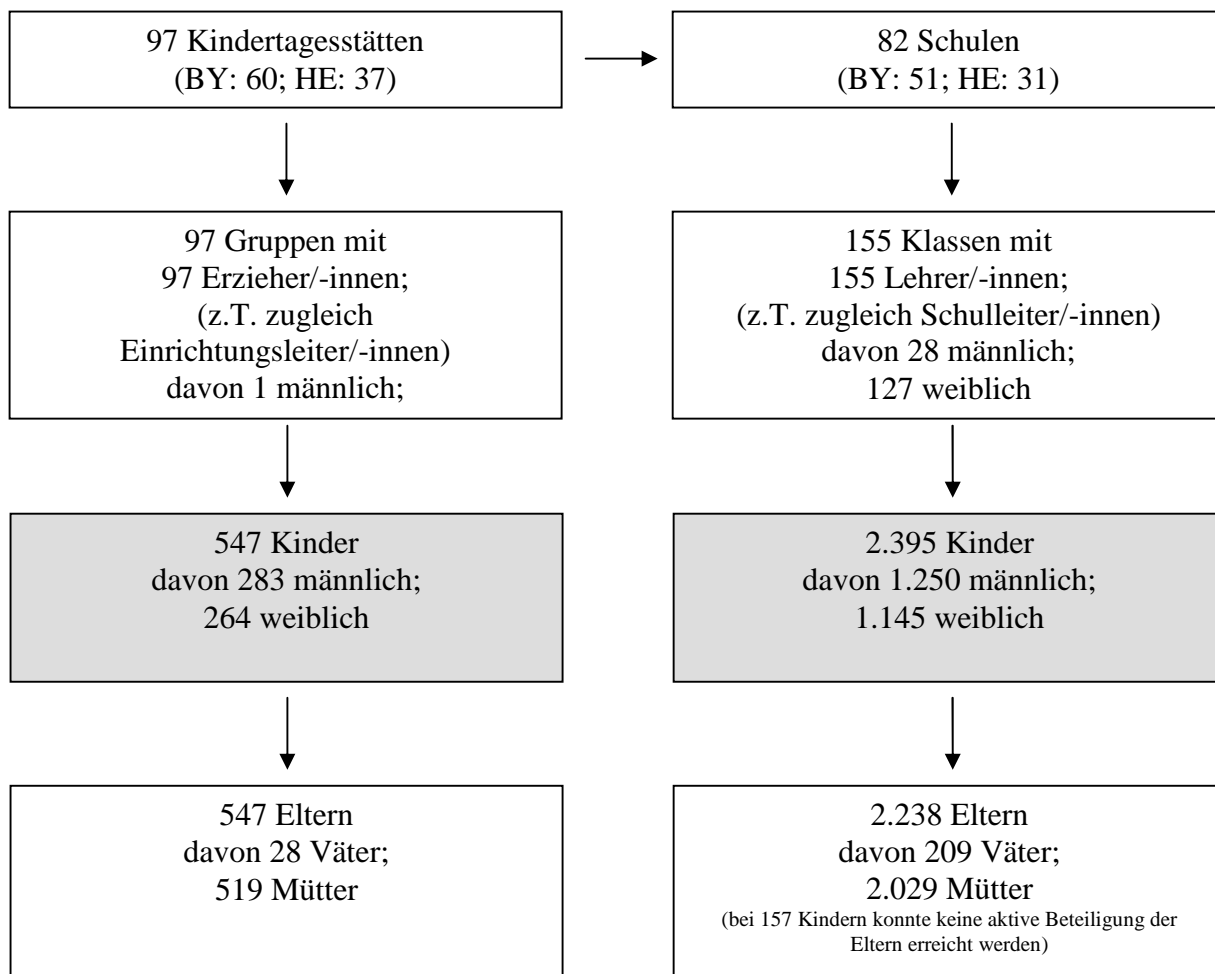 97 Kindertagesstätten
(BY: 60; HE: 37)
82 Schulen
(BY: 51; HE: 31)
97 Gruppen mit
97 Erzieher/-innen;
(z.T. zugleich
Einrichtungsleiter/-innen)
davon 1 männlich;
155 Klassen mit
155 Lehrer/-innen;
(z.T. zugleich Schulleiter/-innen)
davon 28 männlich;
127 weiblich
547 Kinder
davon 283 männlich;
264 weiblich
2.395 Kinder
davon 1.250 männlich;
1.145 weiblich
547 Eltern
davon 28 Väter;
519 Mütter
2.238 Eltern
davon 209 Väter;
2.029 Mütter
(bei 157 Kindern konnte keine aktive Beteiligung der
Eltern erreicht werden)